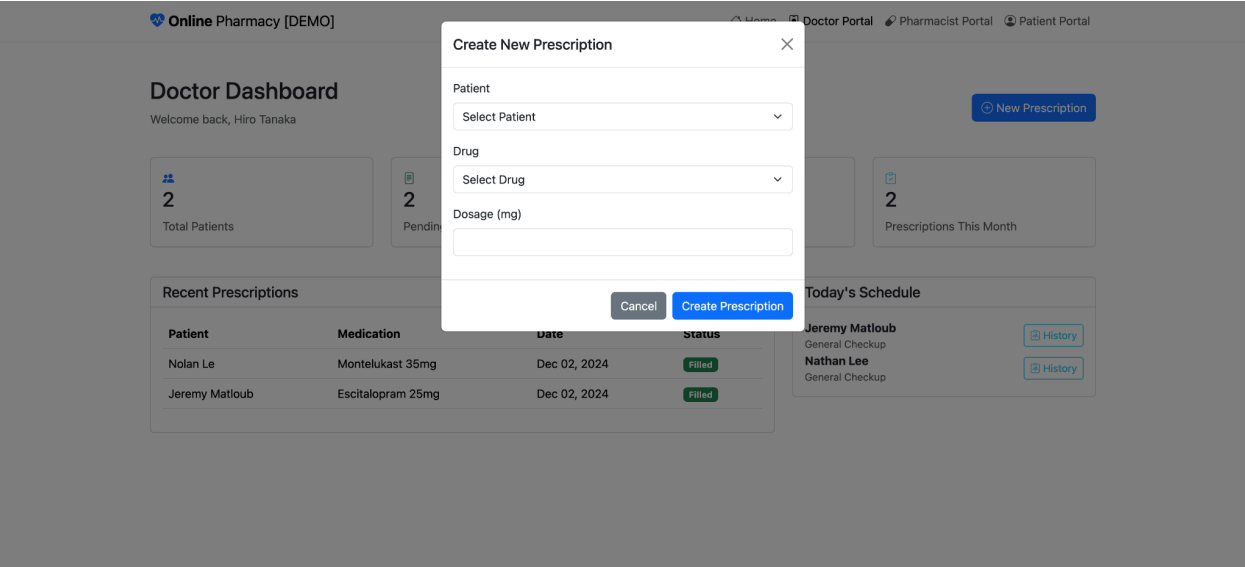 Online Pharmacy [DEMO]
Home Doctor Portal Pharmacist Portal Patient Portal
Create New Prescription
Patient
Select Patient
Drug
Select Drug
Dosage (mg)
Cancel Create Prescription
Doctor Dashboard
Welcome back, Hiro Tanaka
New Prescription
2
Total Patients
2
Pendin
2
Prescriptions This Month
Recent Prescriptions
Patient Medication Date Status
Nolan Le Montelukast 35mg Dec 02, 2024 Filled
Jeremy Matloub Escitalopram 25mg Dec 02, 2024 Filled
Today's Schedule
Jeremy Matloub
General Checkup
History
Nathan Lee
General Checkup
History